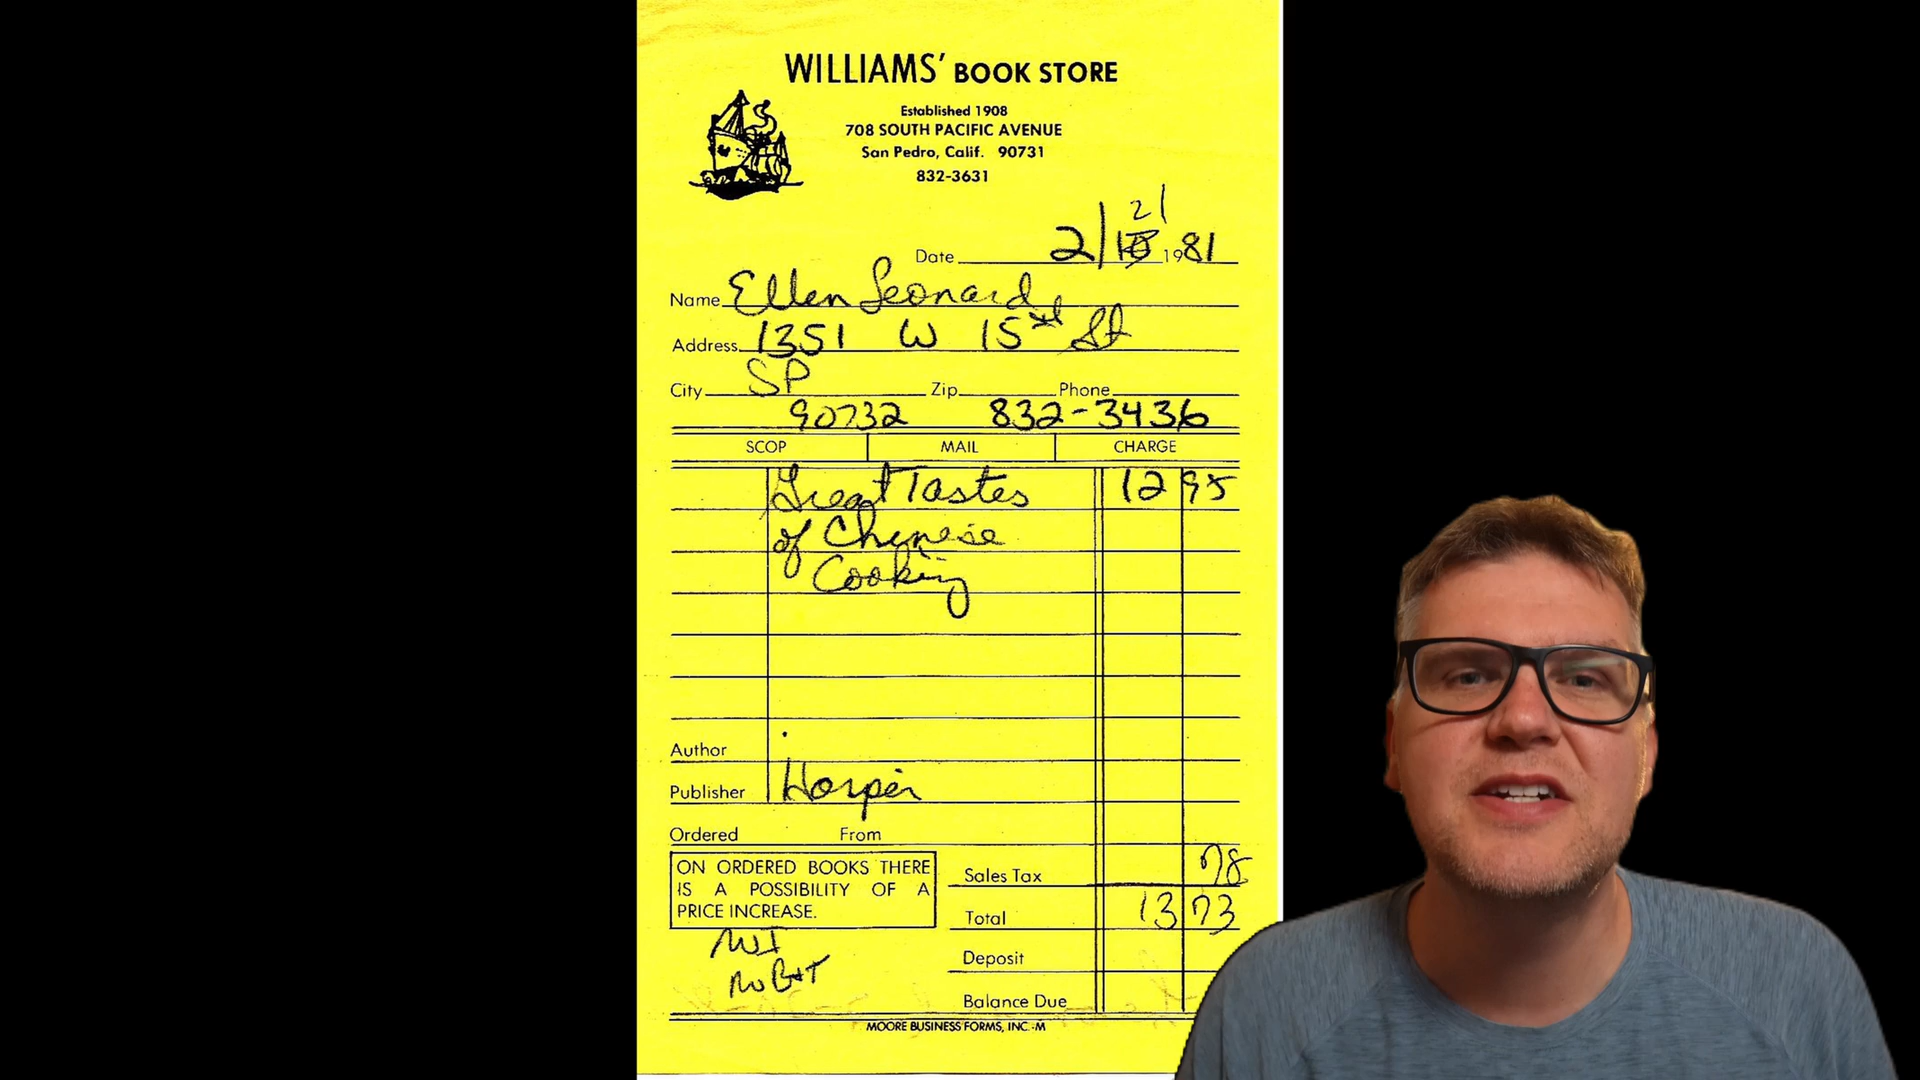 WILLIAMS' BOOK STORE
Established 1908
708 SOUTH PACIFIC AVENUE
San Pedro, Calif. 90731
832-3631
21
Date 2/18 1981
Name Ellen Leonard
Address 1351 W 15 St
City SP Zip Phone
90732 832-3436
SCOP MAIL CHARGE
Great Tastes 12 95
of Chinese
Cooking
Author
Publisher Harper
Ordered From
ON ORDERED BOOKS THERE
IS A POSSIBILITY OF A
PRICE INCREASE.
Sales Tax 78
Total 13 73
Deposit
Balance Due
MOORE BUSINESS FORMS, INC.-M